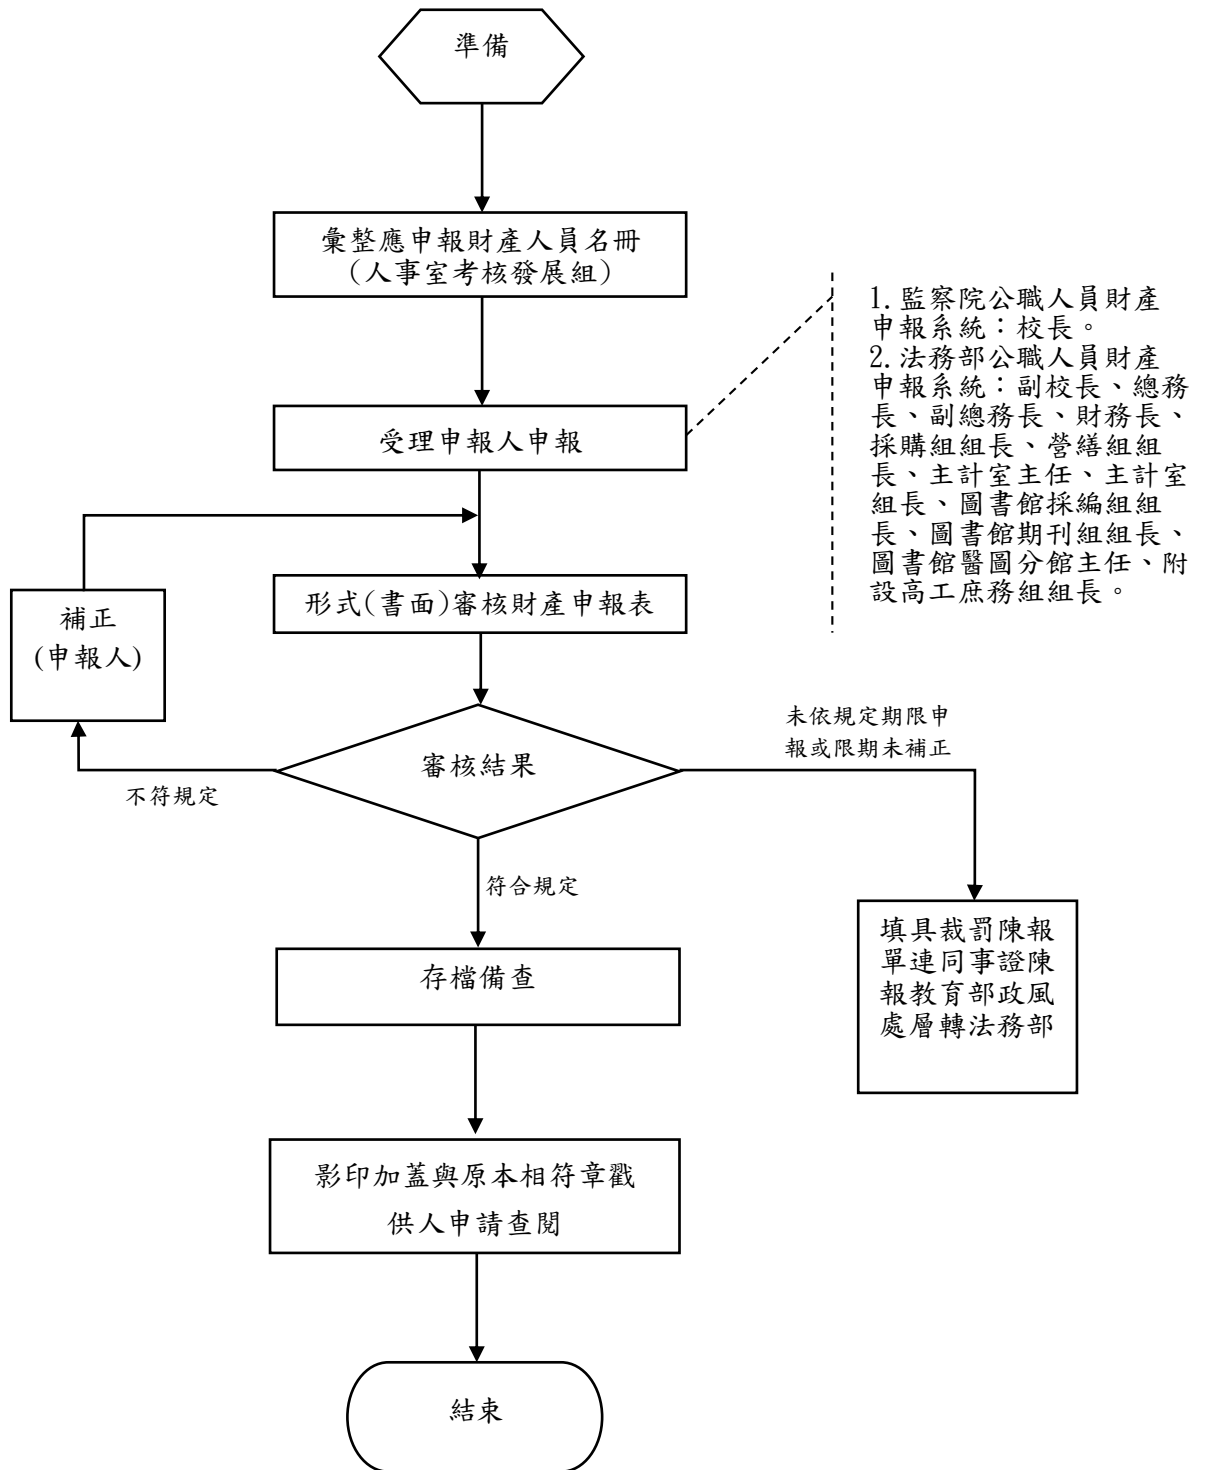 準備
彙整應申報財產人員名冊
(人事室考核發展組)
1.監察院公職人員財產
申報系統：校長。
2.法務部公職人員財產
申報系統：副校長、總務
長、副總務長、財務長、
採購組組長、營繕組組
長、主計室主任、主計室
組長、圖書館採編組組
長、圖書館期刊組組長、
圖書館醫圖分館主任、附
設高工庶務組組長。
受理申報人申報
形式(書面)審核財產申報表
補正
(申報人)
審核結果
不符規定
未依規定期限申
報或限期未補正
符合規定
存檔備查
填具裁罰陳報
單連同事證陳
報教育部政風
處層轉法務部
影印加蓋與原本相符章戳
供人申請查閱
結束